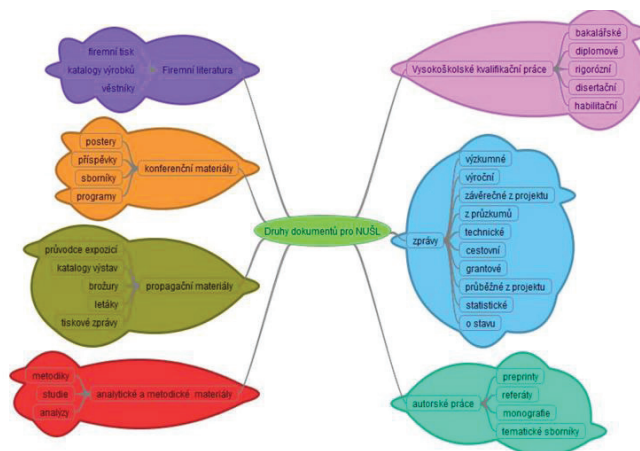 firemní tisk
katalogy výrobků
věstníky
Firemní literatura
postery
příspěvky
sborníky
programy
konferenční materiály
průvodce expozicí
katalogy výstav
brožury
letáky
tiskové zprávy
propagační materiály
metodiky
studie
analýzy
analytické a metodické materiály
Druhy dokumentů pro NUŠL
Vysokoškolské kvalifikační práce
bakalářské
diplomové
rigorózní
disertační
habilitační
zprávy
výzkumné
výroční
závěrečné z projektu
z průzkumů
technické
cestovní
grantové
průběžné z projektu
statistické
o stavu
autorské práce
preprinty
referáty
monografie
tematické sborníky